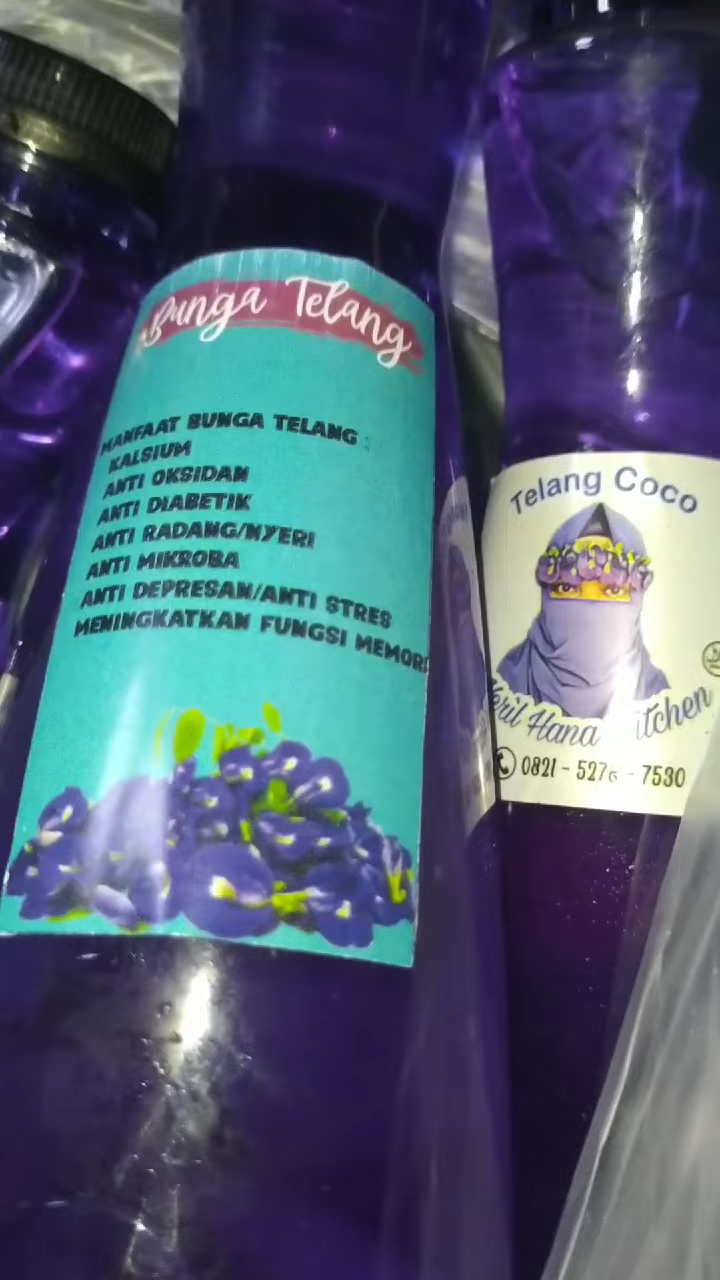 Bunga Telang
MANFAAT BUNGA TELANG :
KALSIUM
ANTI OKSIDAN
ANTI DIABETIK
ANTI RADANG/NYERI
ANTI MIKROBA
ANTI DEPRESAN/ANTI STRES
MENINGKATKAN FUNGSI MEMORI
Telang Coco
Hana
0821 - 5276 - 7530